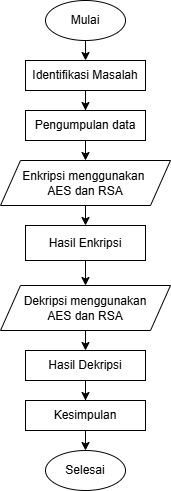 Mulai
Identifikasi Masalah
Pengumpulan data
Enkripsi menggunakan
AES dan RSA
Hasil Enkripsi
Dekripsi menggunakan
AES dan RSA
Hasil Dekripsi
Kesimpulan
Selesai